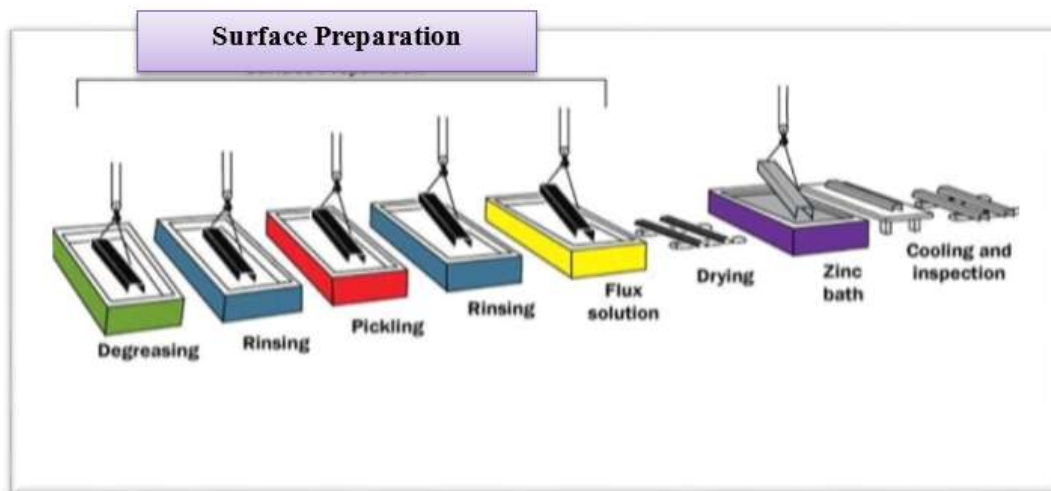 Surface Preparation
Degreasing
Rinsing
Pickling
Rinsing
Flux
solution
Drying
Zinc
bath
Cooling and
inspection